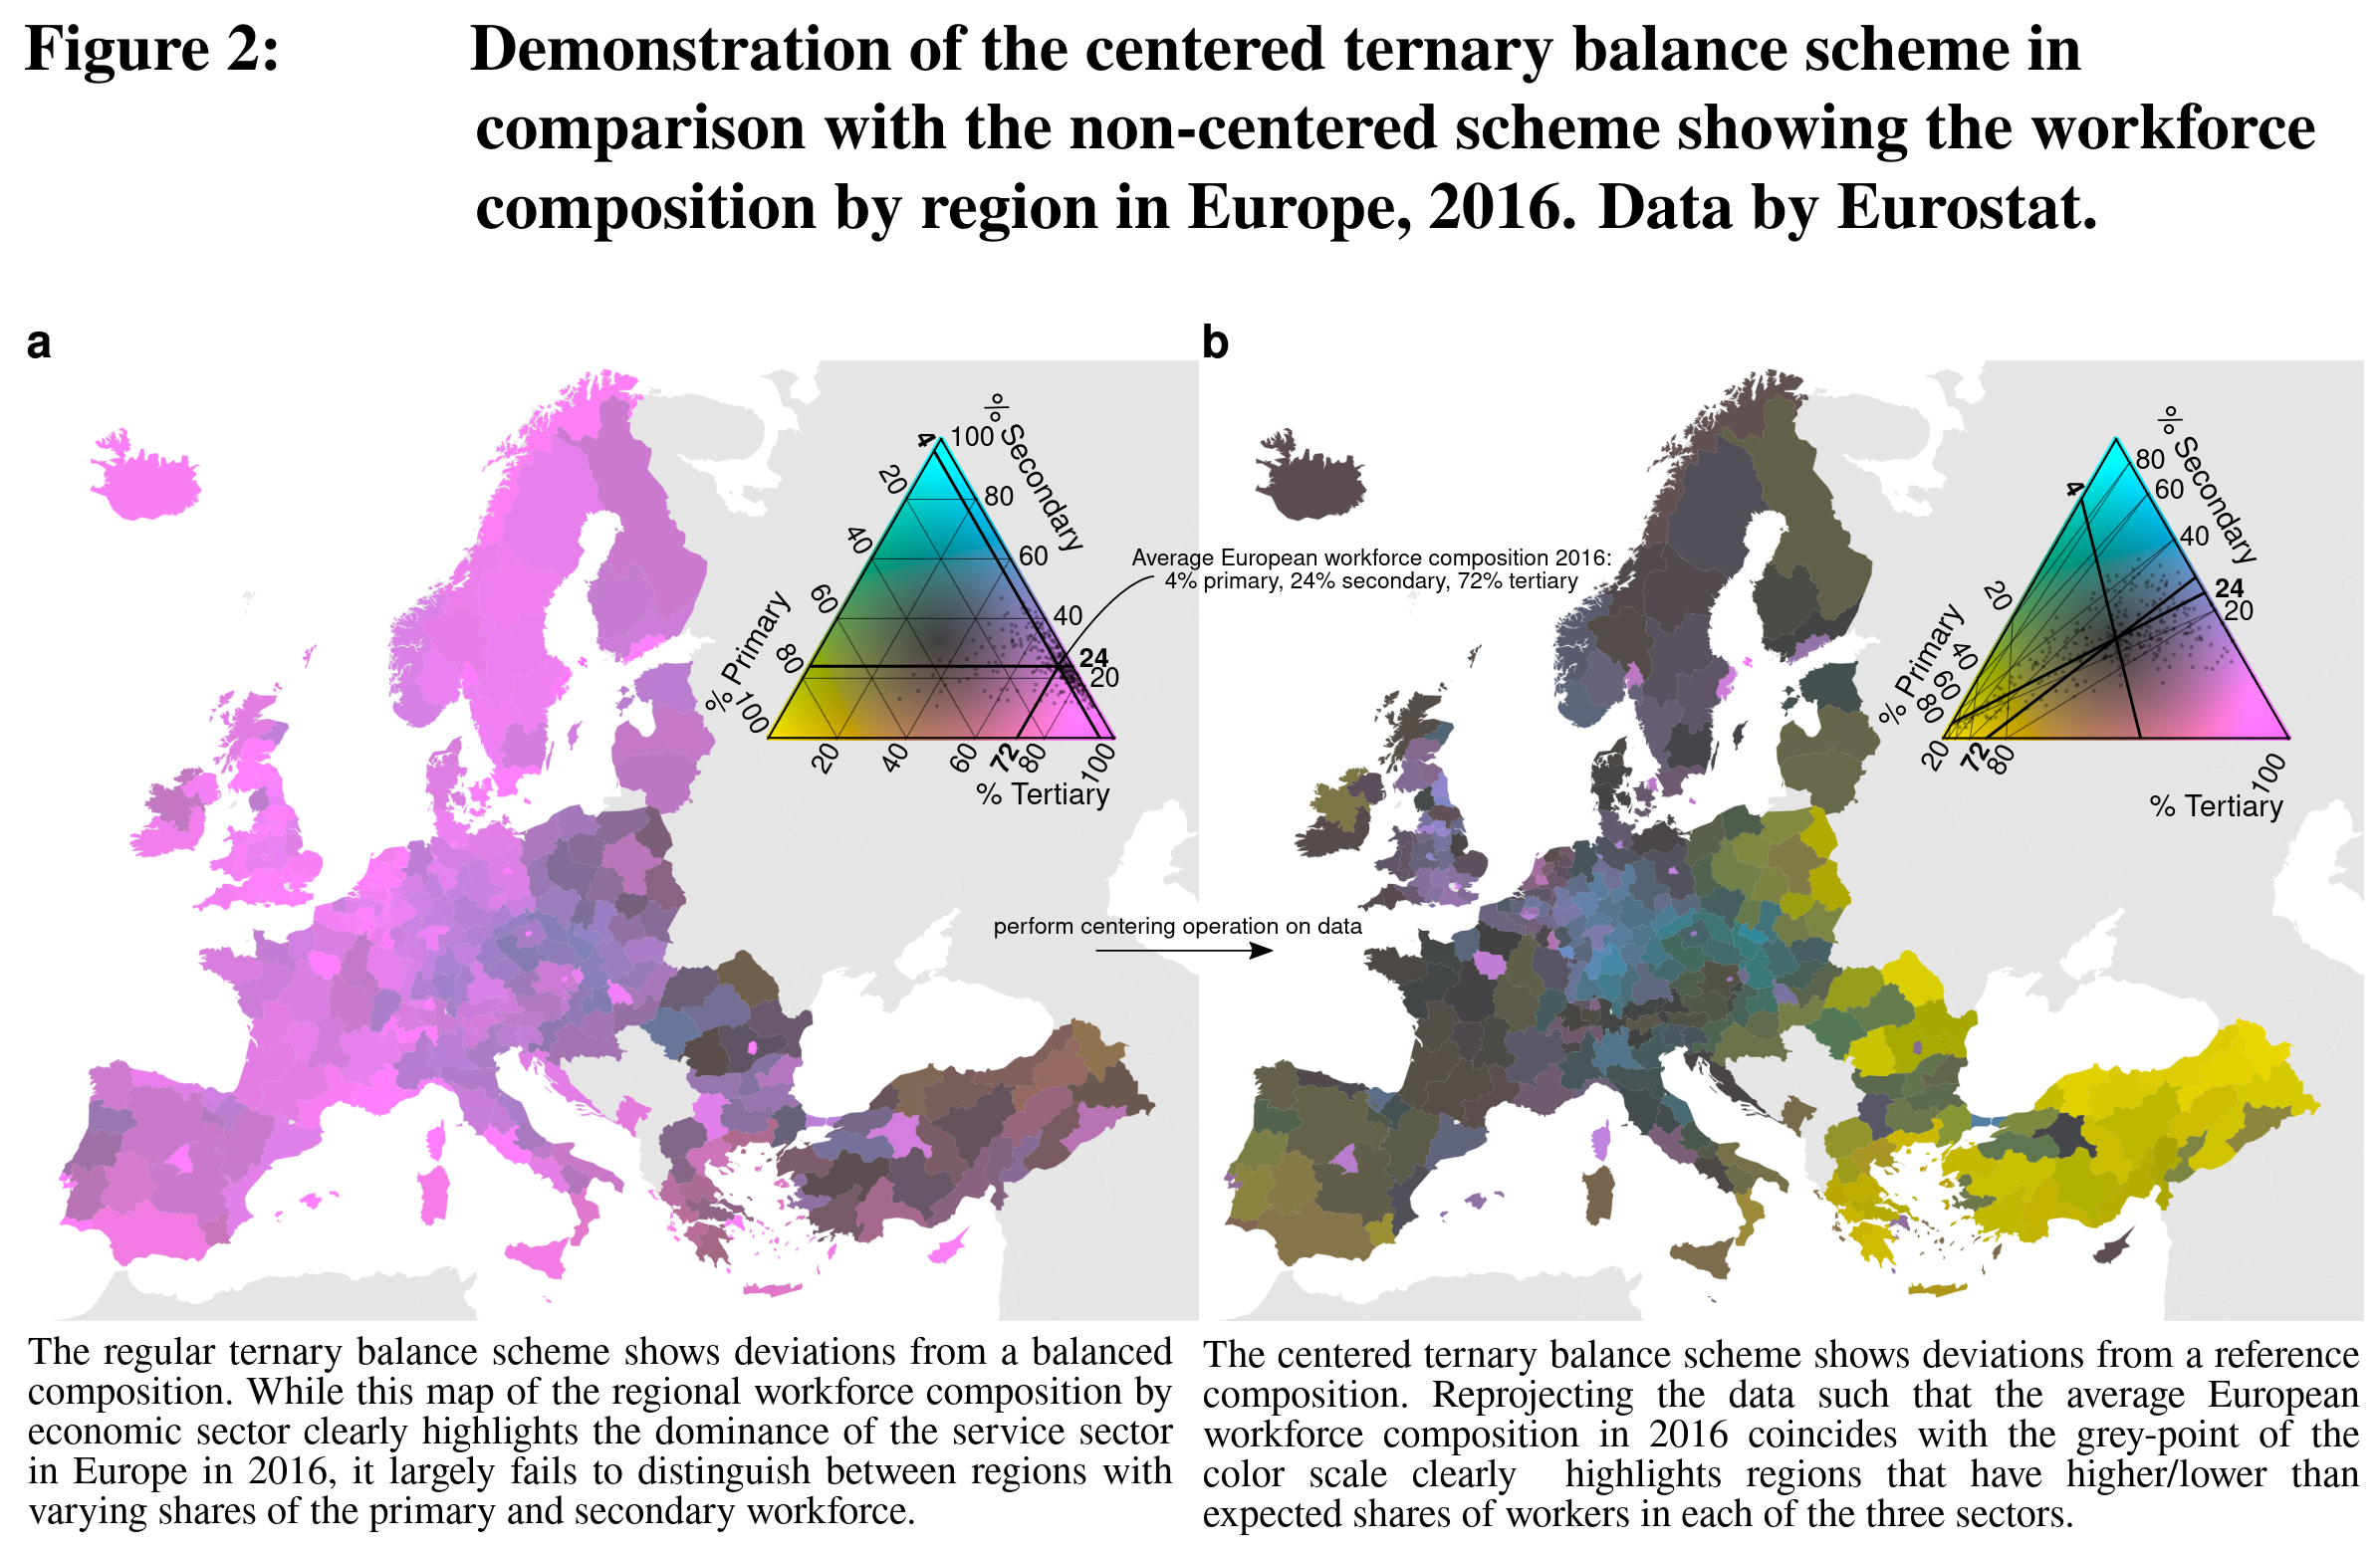 Figure 2: Demonstration of the centered ternary balance scheme in
comparison with the non-centered scheme showing the workforce
composition by region in Europe, 2016. Data by Eurostat.
a
b
% Secondary
4
100
20
80
40
60
60
40
80
24
20
% Primary
100
20
40
60
72
80
100
% Tertiary
Average European workforce composition 2016:
4% primary, 24% secondary, 72% tertiary
perform centering operation on data
% Secondary
80
60
4
40
24
20
20
% Primary
40
60
80
20
72
80
100
% Tertiary
The regular ternary balance scheme shows deviations from a balanced
composition. While this map of the regional workforce composition by
economic sector clearly highlights the dominance of the service sector
in Europe in 2016, it largely fails to distinguish between regions with
varying shares of the primary and secondary workforce.
The centered ternary balance scheme shows deviations from a reference
composition. Reprojecting the data such that the average European
workforce composition in 2016 coincides with the grey-point of the
color scale clearly highlights regions that have higher/lower than
expected shares of workers in each of the three sectors.